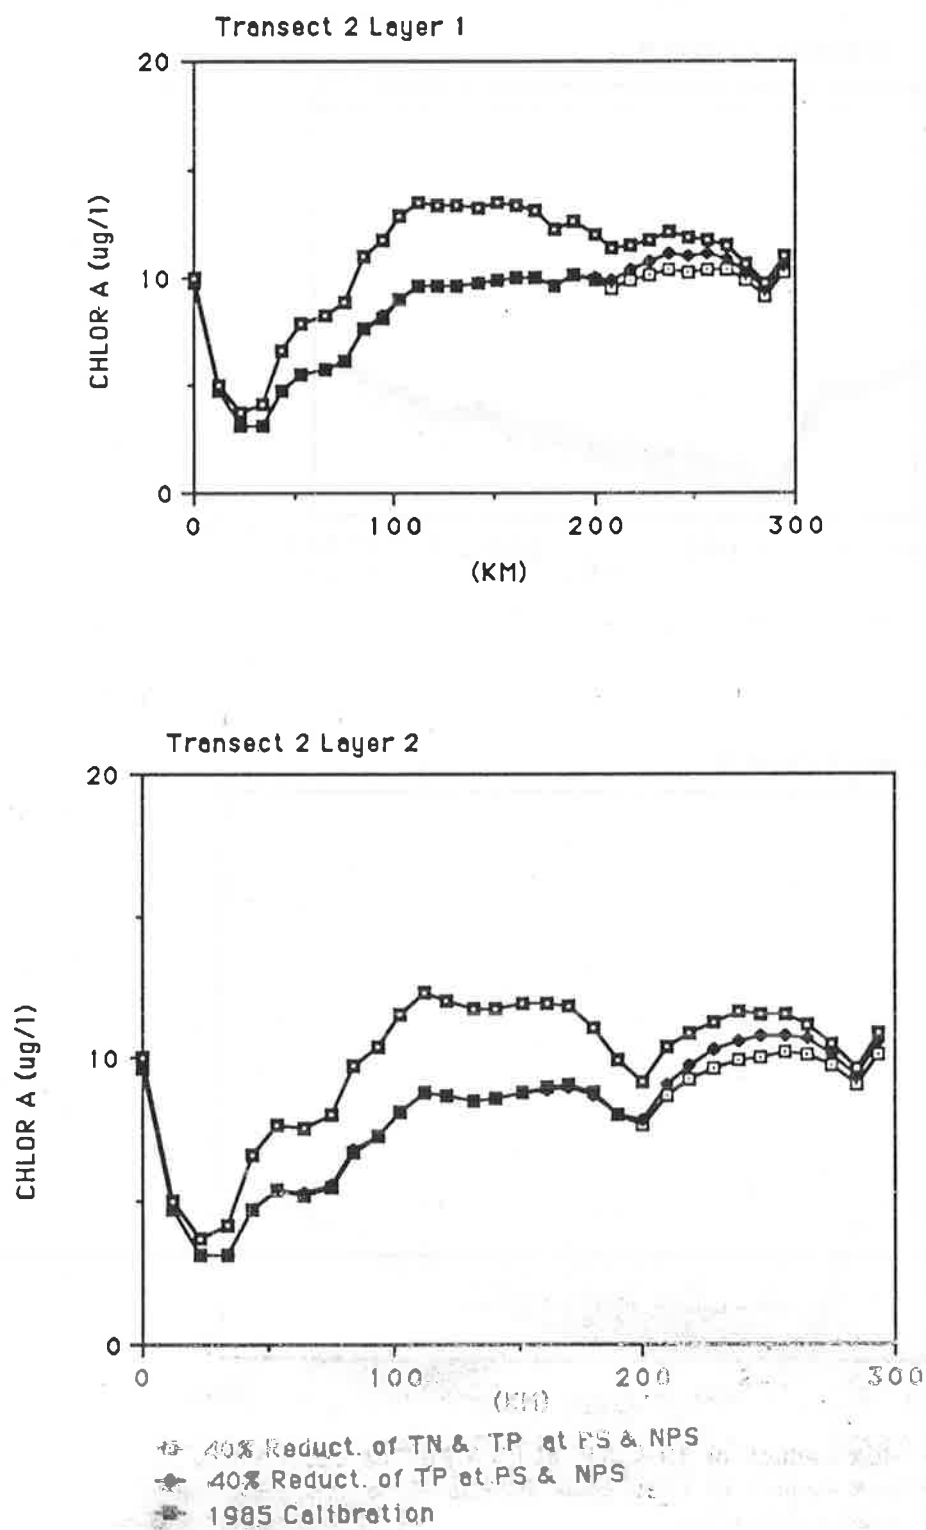 Transect 2 Layer 1
20
10
0
CHLOR A (ug/l)
0 100 200 300
(KM)
Transect 2 Layer 2
20
10
0
CHLOR A (ug/l)
0 100 200 300
(KM)
40% Reduct. of TN & TP at PS & NPS
40% Reduct. of TP at PS & NPS
1985 Calibration